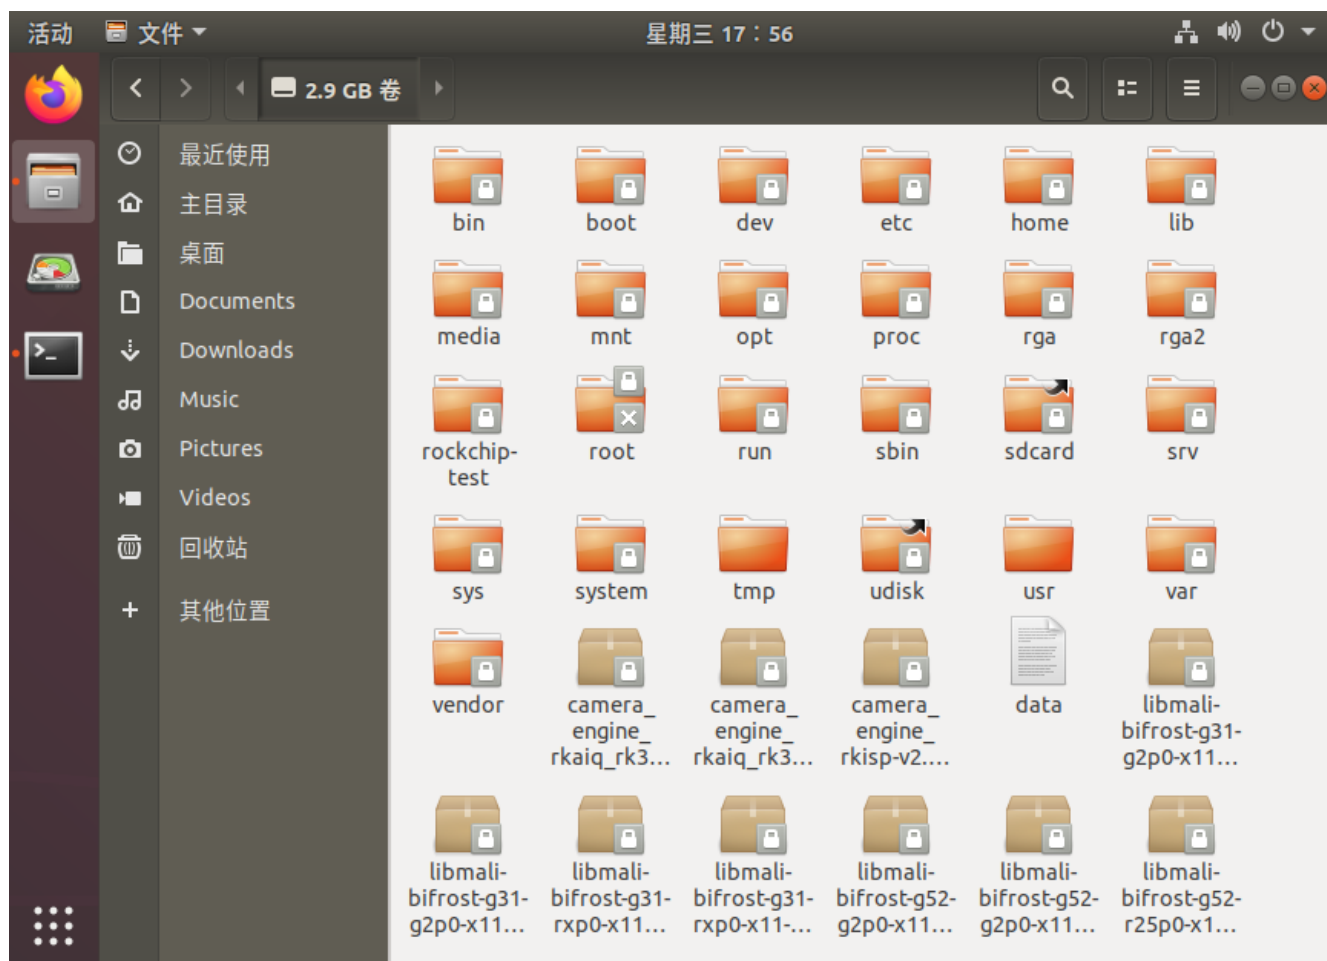 活动 文件 星期三 17：56
2.9 GB 卷
最近使用
主目录
桌面
Documents
Downloads
Music
Pictures
Videos
回收站
其他位置
bin boot dev etc home lib
media mnt opt proc rga rga2
rockchip- root run sbin sdcard srv
test
sys system tmp udisk usr var
vendor camera_ camera_ camera_ data libmali-
engine_ engine_ engine_ bifrost-g31-
rkaiq_rk3... rkaiq_rk3... rkisp-v2.... g2p0-x11...
libmali- libmali- libmali- libmali- libmali- libmali-
bifrost-g31- bifrost-g31- bifrost-g31- bifrost-g52- bifrost-g52- bifrost-g52-
g2p0-x11... rxp0-x11... rxp0-x11-... g2p0-x11... g2p0-x11... r25p0-x1...